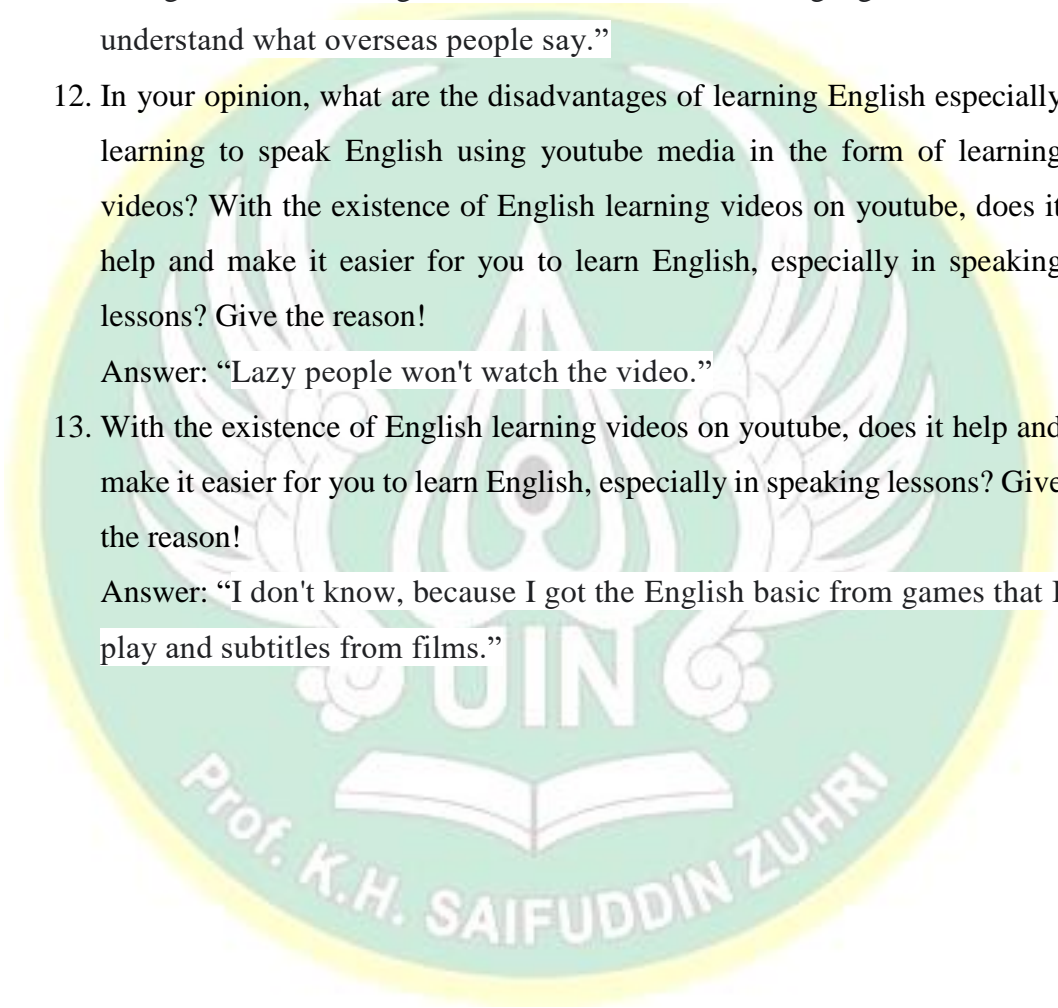 understand what overseas people say.”
12. In your opinion, what are the disadvantages of learning English especially
learning to speak English using youtube media in the form of learning
videos? With the existence of English learning videos on youtube, does it
help and make it easier for you to learn English, especially in speaking
lessons? Give the reason!
Answer: “Lazy people won't watch the video.”
13. With the existence of English learning videos on youtube, does it help and
make it easier for you to learn English, especially in speaking lessons? Give
the reason!
Answer: “I don't know, because I got the English basic from games that I
play and subtitles from films.”
UIN
Prof. K.H. SAIFUDDIN ZUHRI